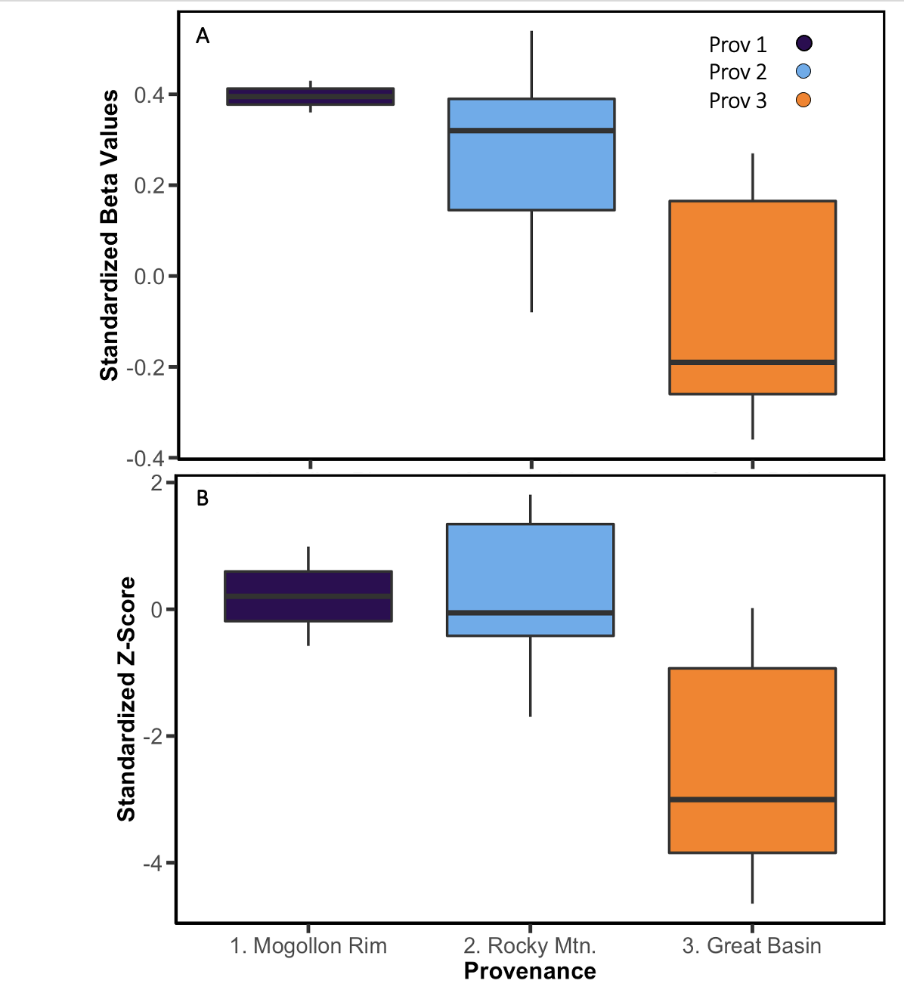 A
Prov 1
Prov 2
Prov 3
Standardized Beta Values
0.4
0.2
0.0
-0.2
-0.4
B
Standardized Z-Score
2
0
-2
-4
1. Mogollon Rim
2. Rocky Mtn.
3. Great Basin
Provenance